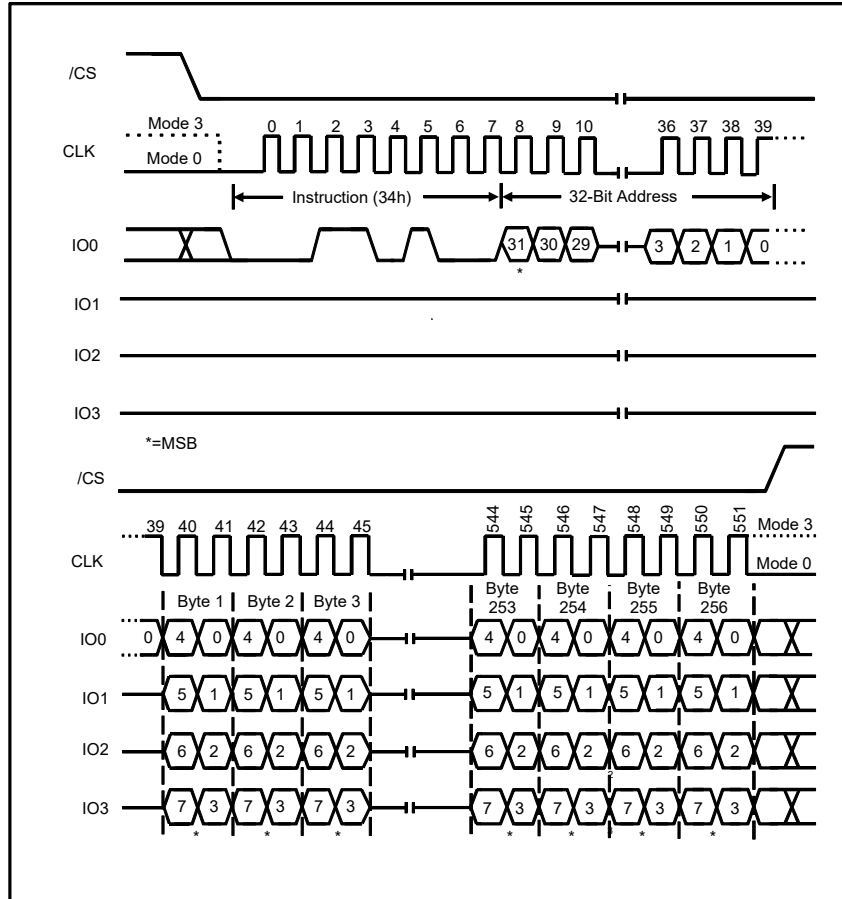 /CS
Mode 3
0 1 2 3 4 5 6 7 8 9 10 36 37 38 39
CLK
Mode 0
Instruction (34h) 32-Bit Address
IO0 31 30 29 3 2 1 0
*
IO1
IO2
IO3
*=MSB
/CS
39 40 41 42 43 44 45 544 545 546 547 548 549 550 551 Mode 3
CLK
Mode 0
Byte 1 Byte 2 Byte 3 Byte 253 Byte 254 Byte 255 Byte 256
IO0 0 4 0 4 0 4 0 4 0 4 0 4 0 4 0
IO1 5 1 5 1 5 1 5 1 5 1 5 1 5 1
IO2 6 2 6 2 6 2 6 2 6 2 6 2 6 2
2
IO3 7 3 7 3 7 3 7 3 7 3 7 3 7 3
* * * * * * *